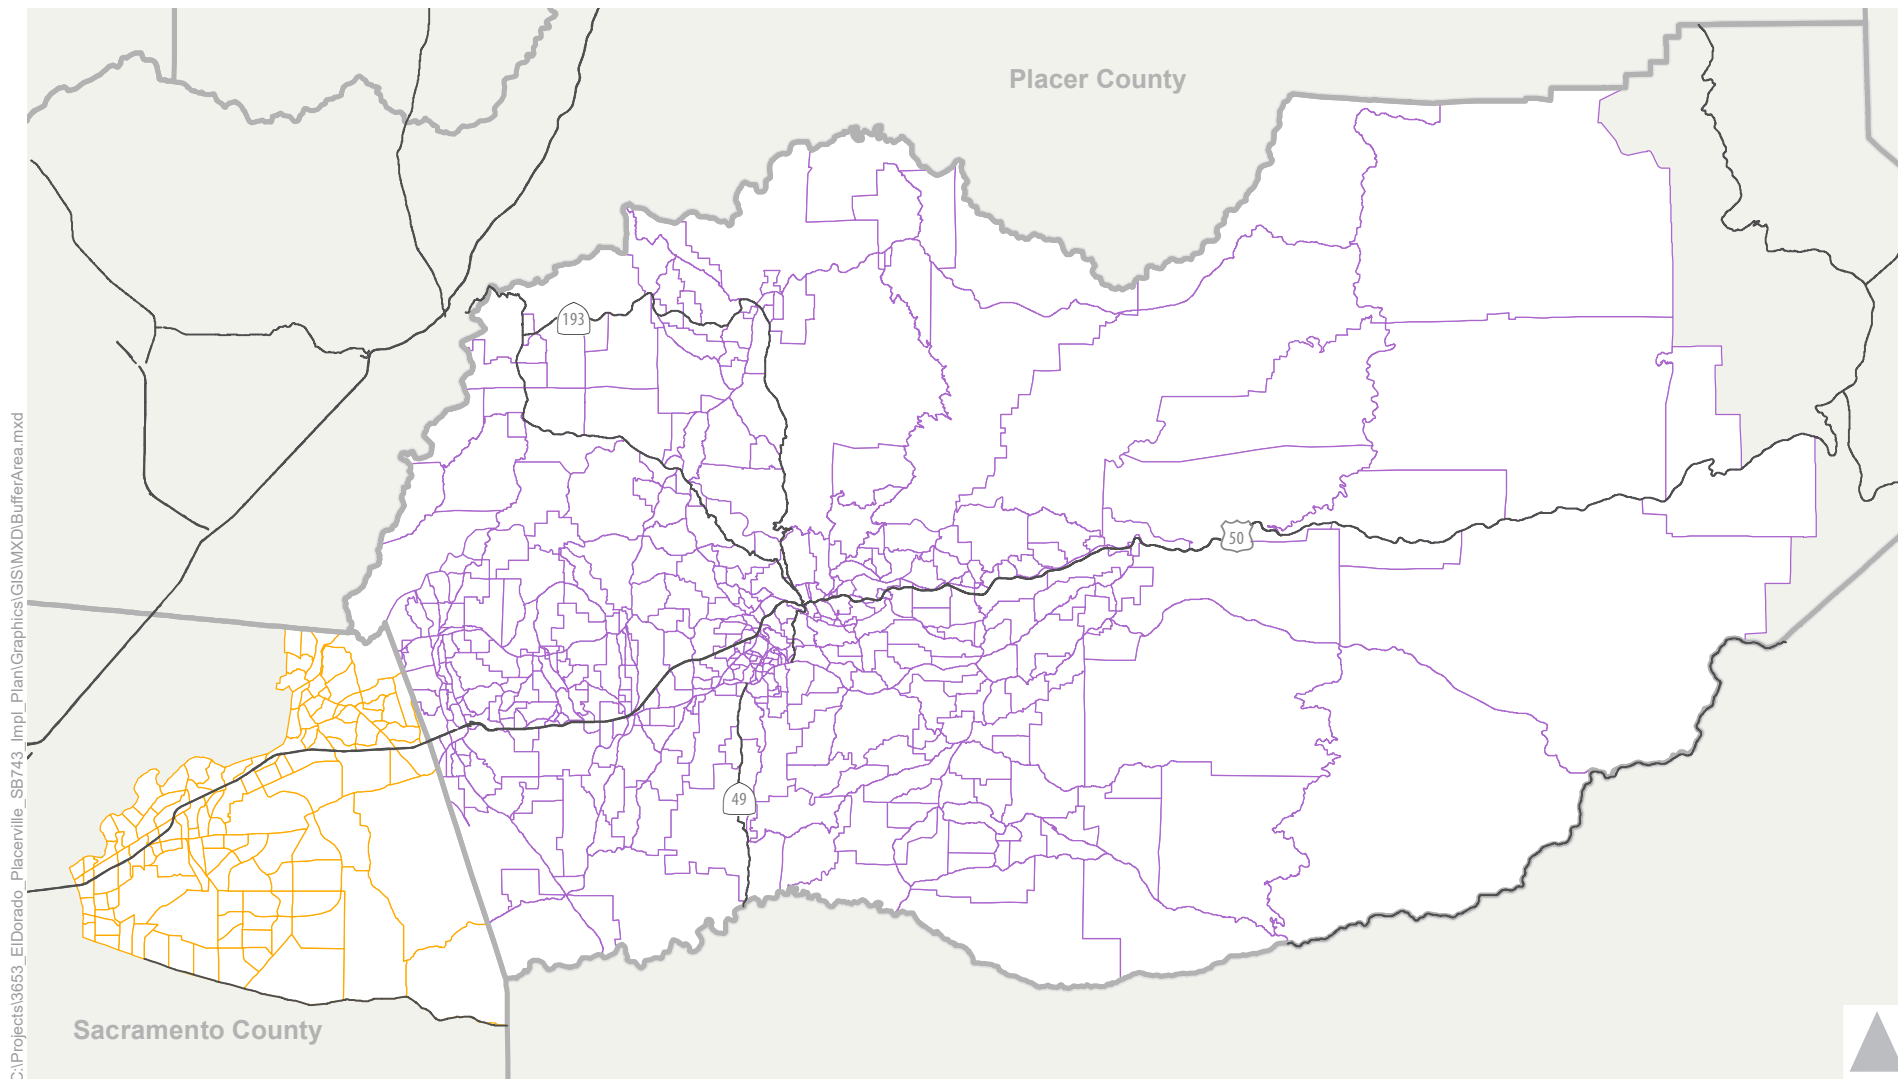 Placer County
193
50
49
Sacramento County
C:\Projects\3653_ElDorado_Placerville_SB743_Impl_Plan\Graphics\GIS\MXD\BufferArea.mxd